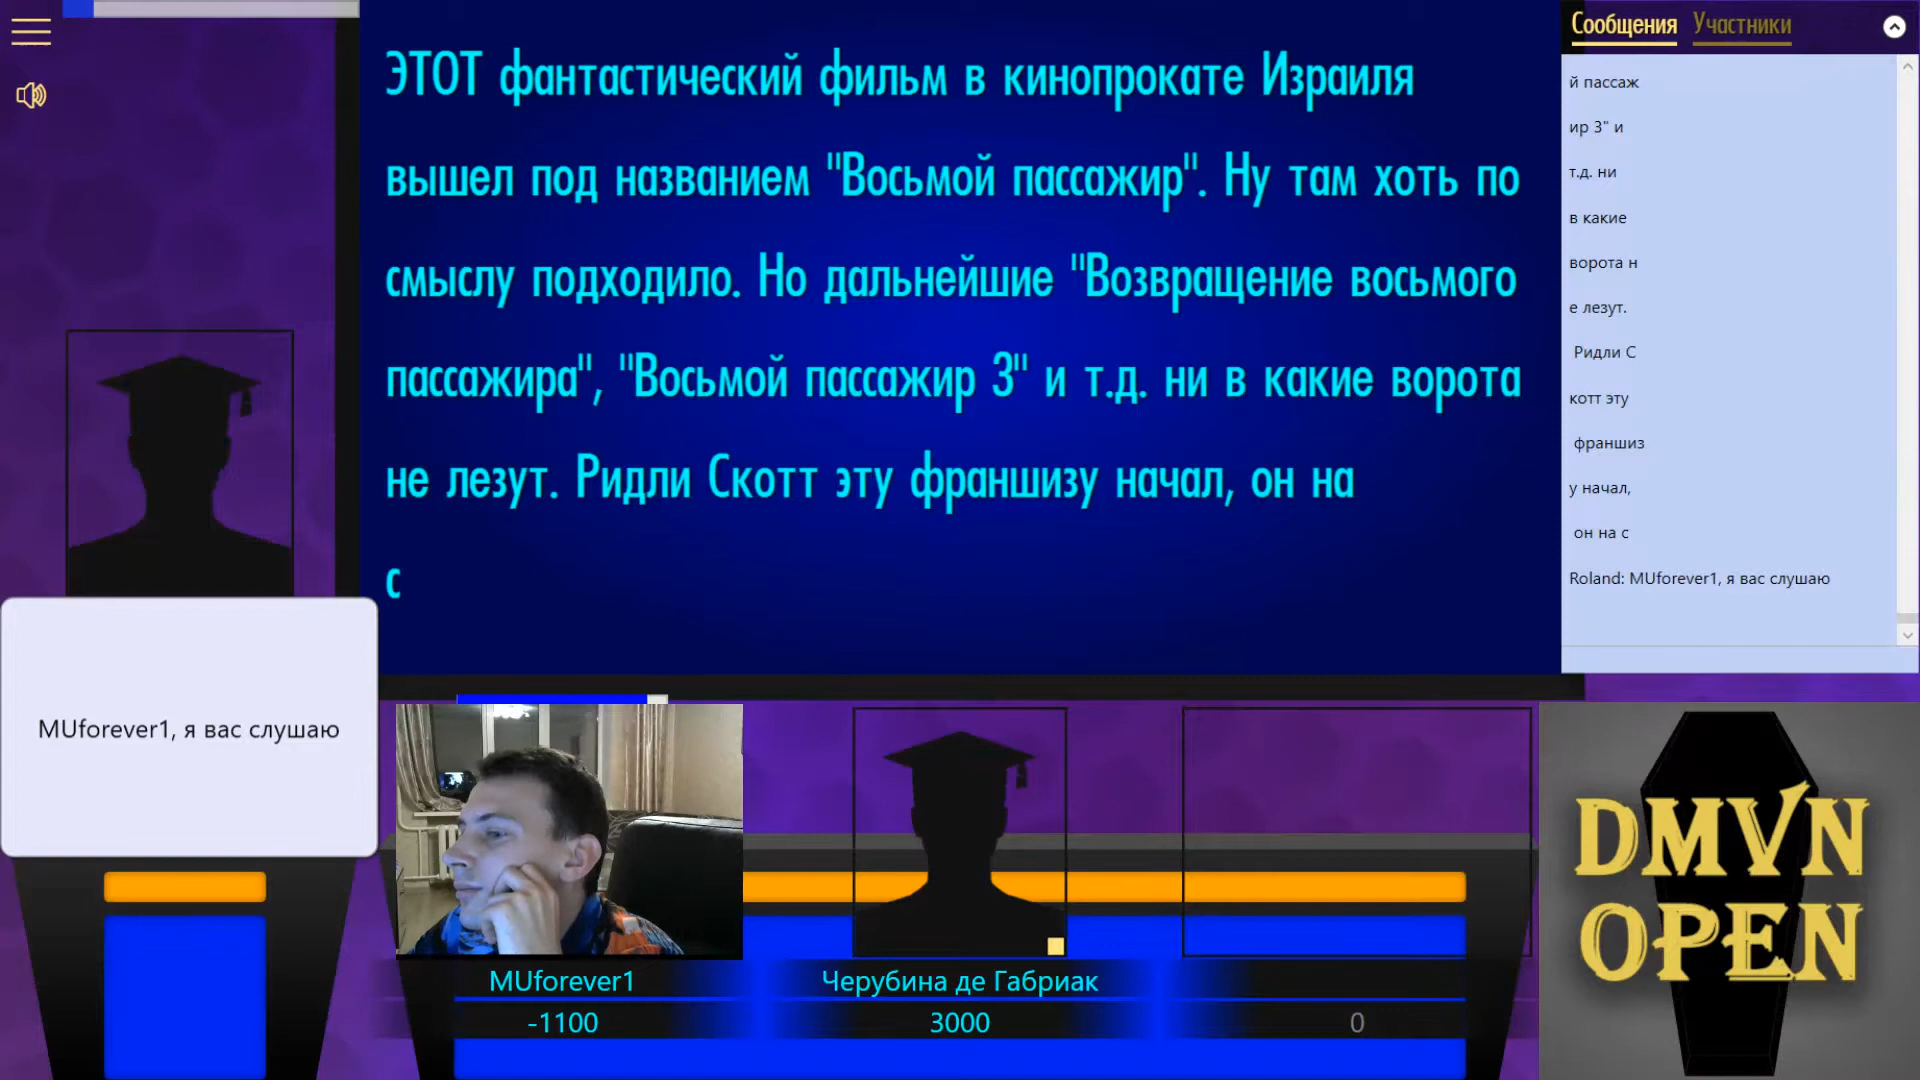 Сообщения Участники
ЭТОТ фантастический фильм в кинопрокате Израиля
вышел под названием "Восьмой пассажир". Ну там хоть по
смыслу подходило. Но дальнейшие "Возвращение восьмого
пассажира", "Восьмой пассажир 3" и т.д. ни в какие ворота
не лезут. Ридли Скотт эту франшизу начал, он на
с
й пассаж
ир 3" и
т.д. ни
в какие
ворота н
е лезут.
Ридли С
котт эту
франшиз
у начал,
он на с
Roland: MUforever1, я вас слушаю
MUforever1, я вас слушаю
MUforever1
-1100
Черубина де Габриак
3000
0
DMVN
OPEN